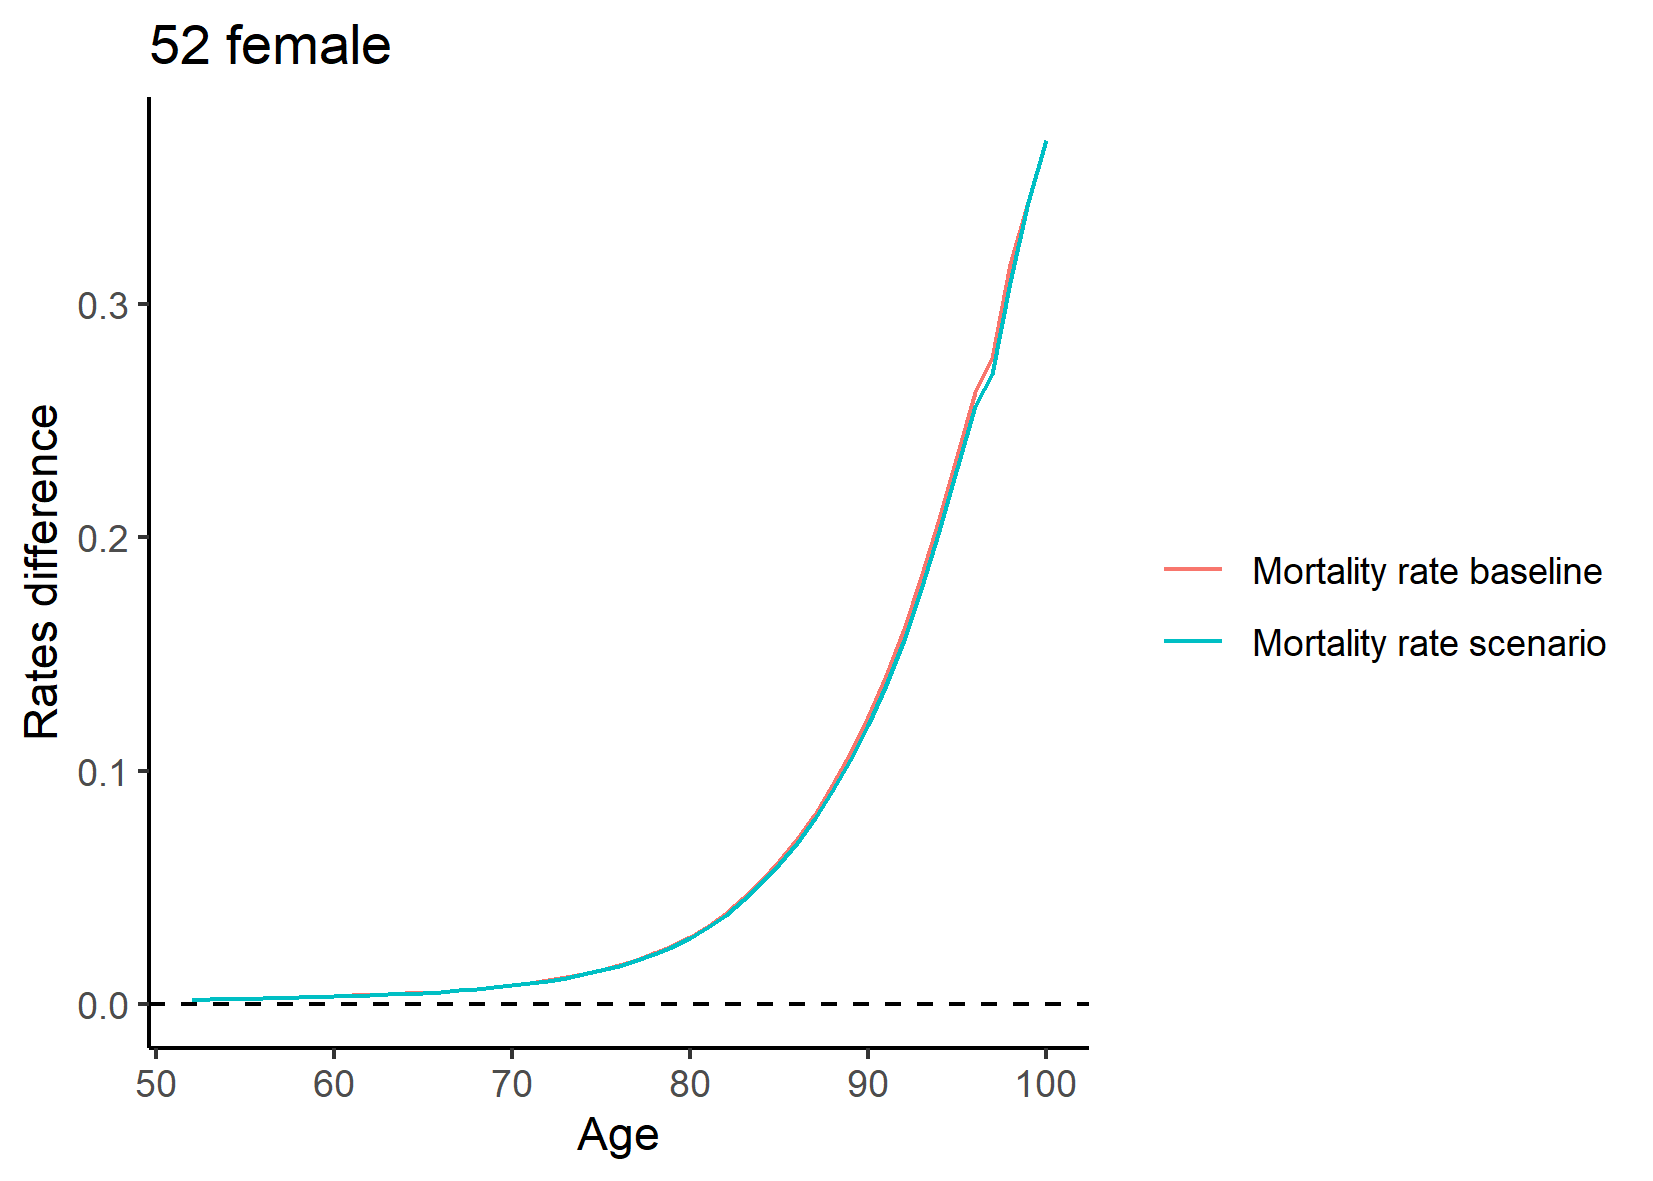 52 female
Rates difference
0.3
0.2
0.1
0.0
50 60 70 80 90 100
Age
Mortality rate baseline
Mortality rate scenario